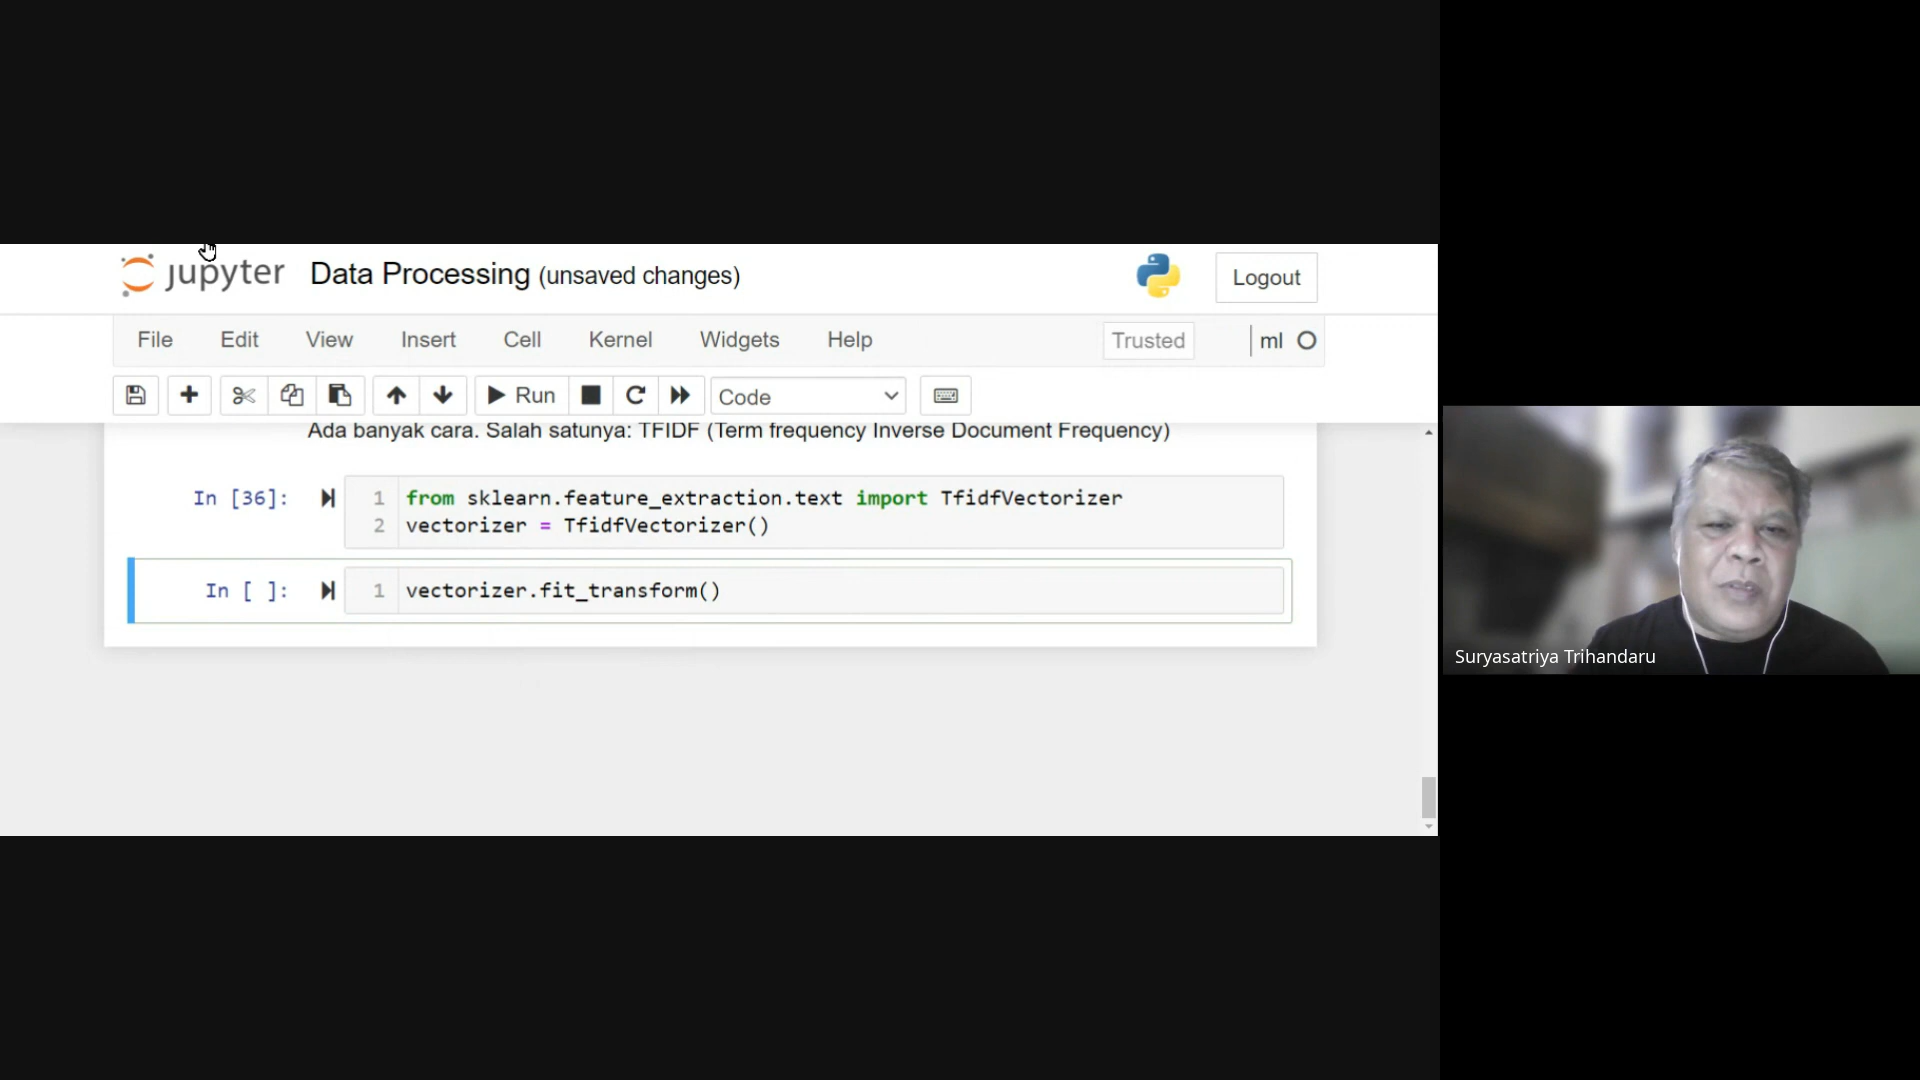 jupyter Data Processing (unsaved changes) Logout
File Edit View Insert Cell Kernel Widgets Help Trusted ml
Run Code
Ada banyak cara. Salah satunya: TFIDF (Term frequency Inverse Document Frequency)
In [36]: 1 from sklearn.feature_extraction.text import TfidfVectorizer
2 vectorizer = TfidfVectorizer()
In [ ]: 1 vectorizer.fit_transform()
Suryasatriya Trihandaru